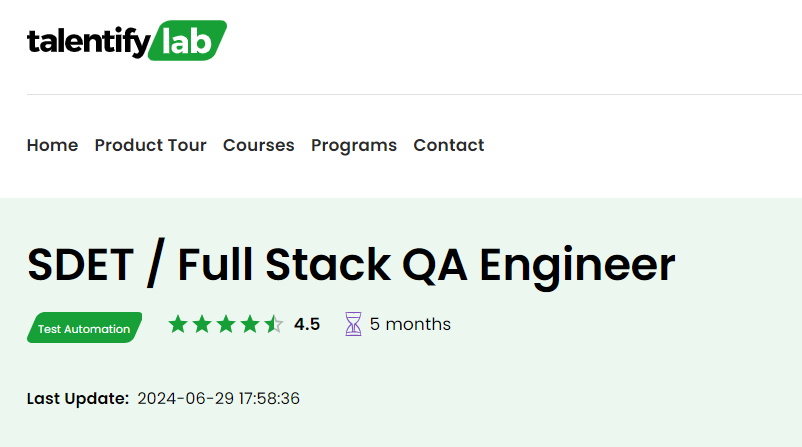 talentify lab
Home Product Tour Courses Programs Contact
SDET / Full Stack QA Engineer
Test Automation 4.5 5 months
Last Update: 2024-06-29 17:58:36